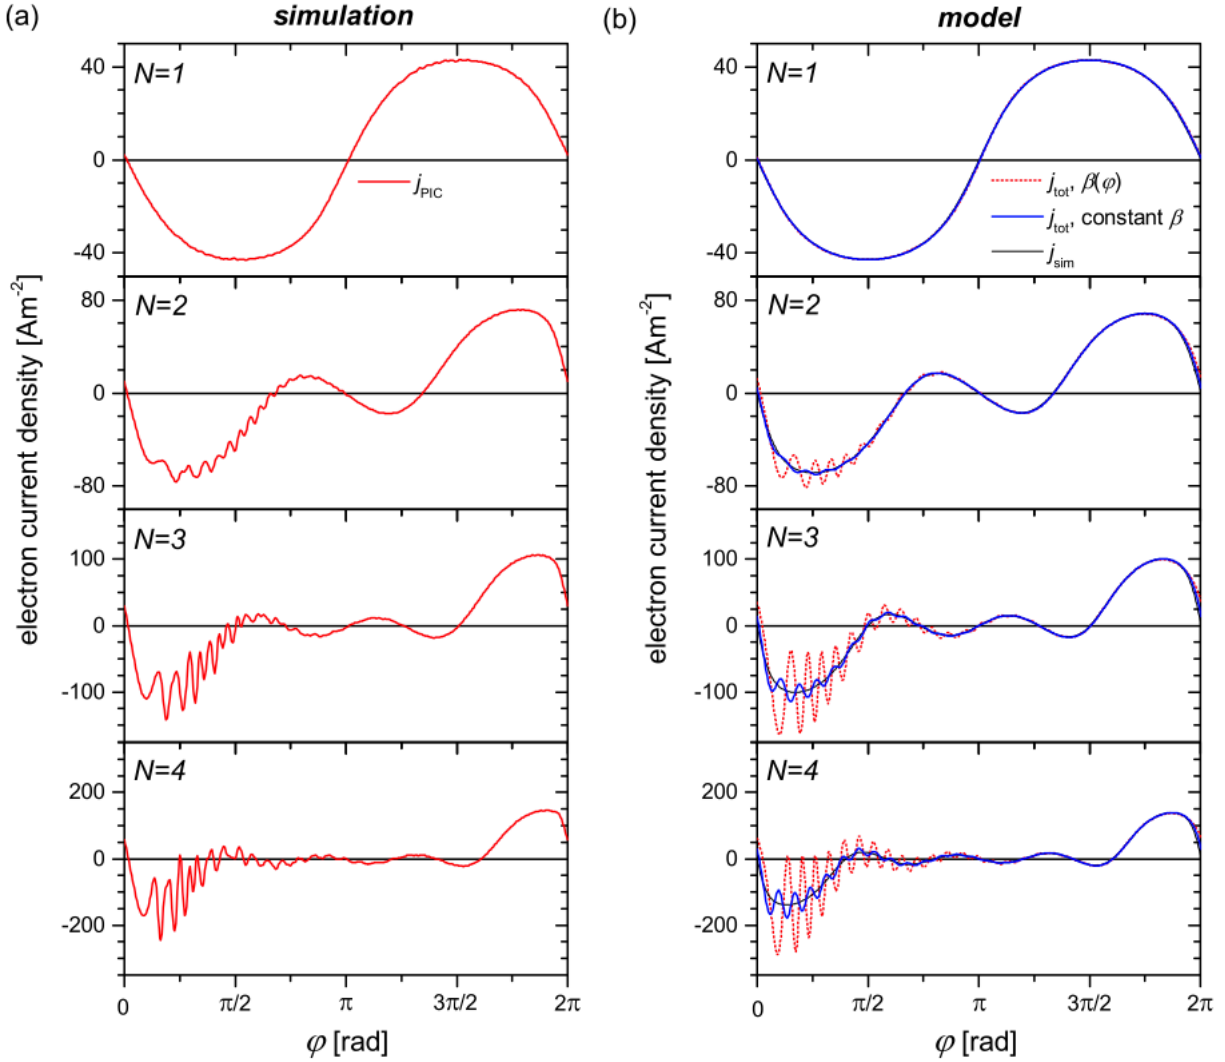 (a)
simulation
N=1
40
0
-40
j_PIC
N=2
80
0
-80
N=3
100
0
-100
N=4
200
0
-200
0
π/2
π
3π/2
2π
φ [rad]
electron current density [Am⁻²]
(b)
model
N=1
40
0
-40
j_tot, β(φ)
j_tot, constant β
j_sim
N=2
80
0
-80
N=3
100
0
-100
N=4
200
0
-200
0
π/2
π
3π/2
2π
φ [rad]
electron current density [Am⁻²]